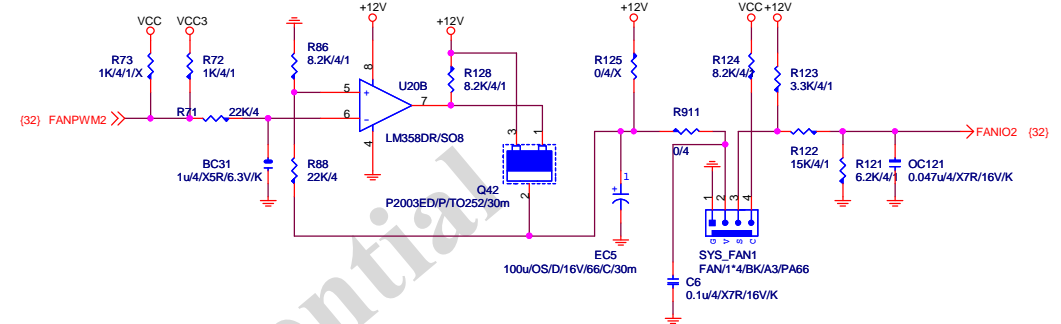 +12V
+12V
+12V
VCC
+12V
VCC
VCC3
R73
1K/4/1/X
R72
1K/4/1
R86
8.2K/4/1
8
U20B
5
+
7
6
-
4
LM358DR/SO8
R128
8.2K/4/1
R125
0/4/X
R124
8.2K/4/
R123
3.3K/4/1
{32} FANPWM2
R71
22K/4
R911
0/4
R122
15K/4/1
FANIO2 {32}
BC31
1u/4/X5R/6.3V/K
R88
22K/4
3
1
Q42
2
P2003ED/P/TO252/30m
+
1
EC5
100u/OS/D/16V/66/C/30m
R121
6.2K/4/1
OC121
0.047u/4/X7R/16V/K
1
2
3
4
G
V
S
C
SYS_FAN1
FAN/1*4/BK/A3/PA66
C6
0.1u/4/X7R/16V/K
ential